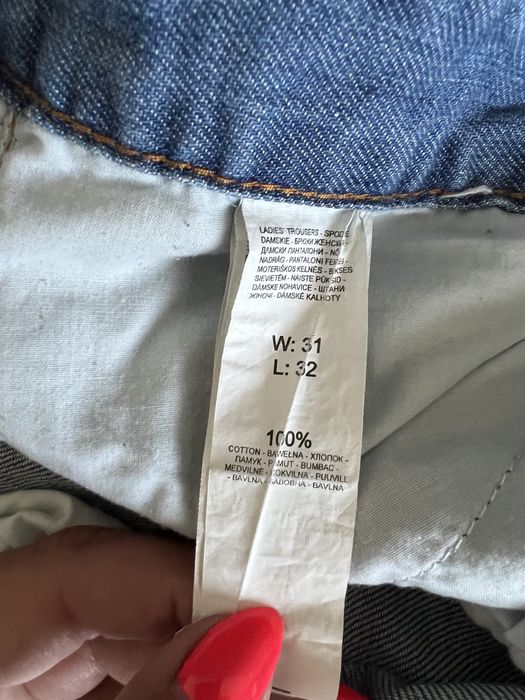 LADIES' TROUSERS - SPODNIE
DAMSKIE - БРЮКИ ЖЕНСКИЕ -
ДАМСКИ ПАНТАЛОНИ - NŐI
NADRÁG - PANTALONI FEMEI -
MOTERIŠKOS KELNĖS - BIKSES
SIEVIETĒM - NAISTE PÜKSID -
DÁMSKE NOHAVICE - ШТАНИ
ЖІНОЧІ - DÁMSKÉ KALHOTY
W: 31
L: 32
100%
COTTON - BAWEŁNA - ХЛОПОК -
ПАМУК - PAMUT - BUMBAC -
MEDVILNĖ - KOKVILNA - PUUVILL
- BAVLNA - БАВОВНА - BAVLNA